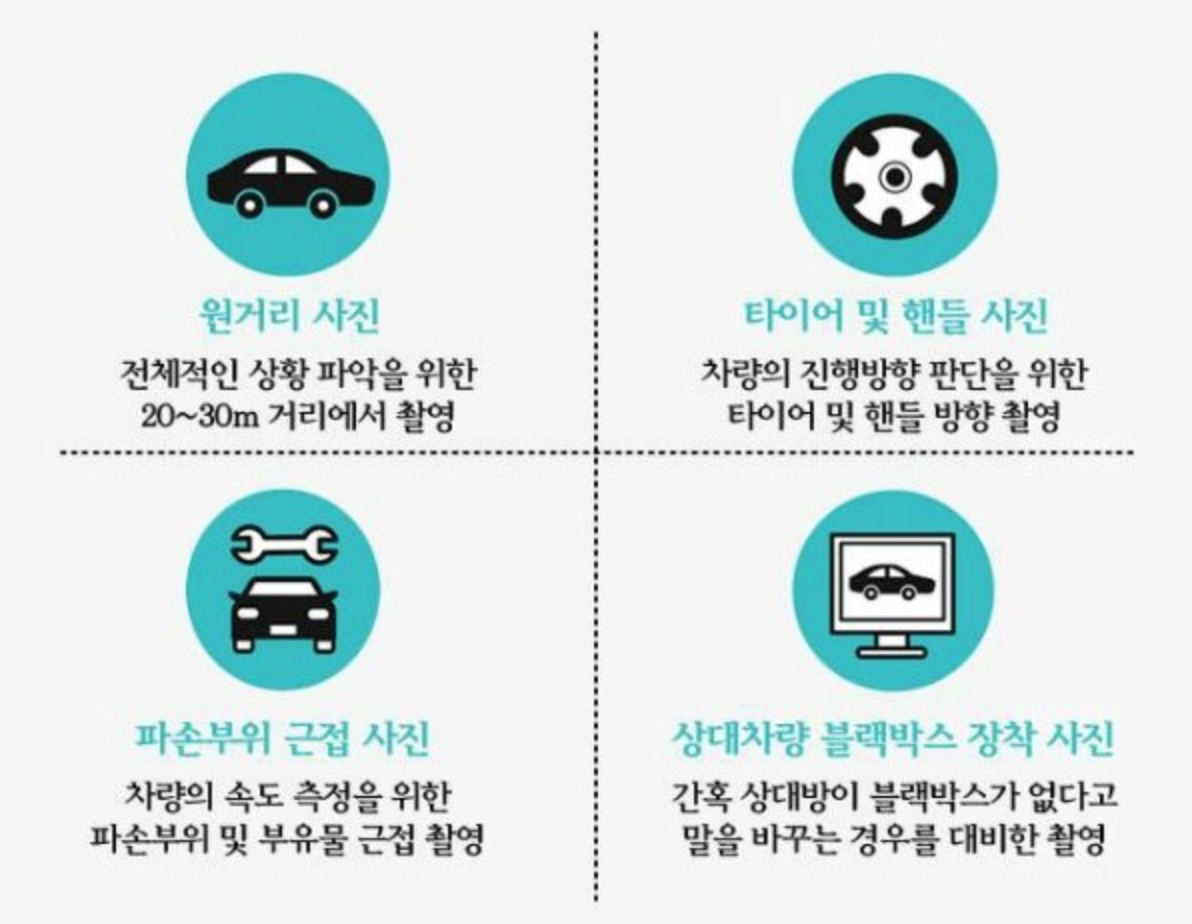 원거리 사진
전체적인 상황 파악을 위한
20~30m 거리에서 촬영
타이어 및 핸들 사진
차량의 진행방향 판단을 위한
타이어 및 핸들 방향 촬영
파손부위 근접 사진
차량의 속도 측정을 위한
파손부위 및 부유물 근접 촬영
상대차량 블랙박스 장착 사진
간혹 상대방이 블랙박스가 없다고
말을 바꾸는 경우를 대비한 촬영